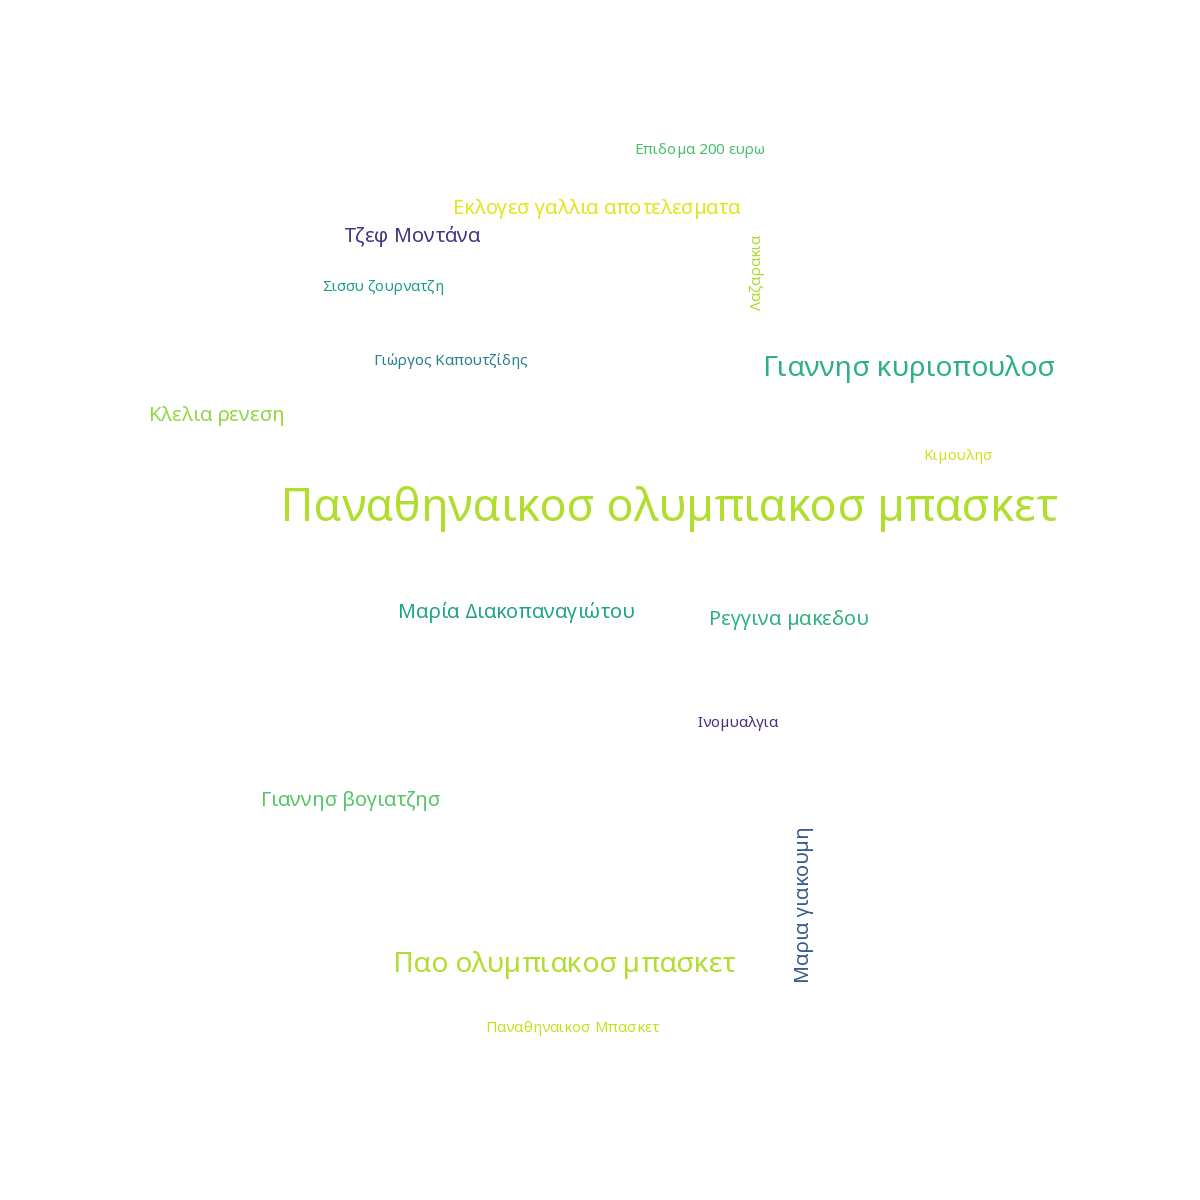 Επιδομα 200 ευρω
Εκλογεσ γαλλια αποτελεσματα
Τζεφ Μοντάνα
Λαζαρακια
Σισσυ ζουρνατζη
Γιώργος Καπουτζίδης
Γιαννησ κυριοπουλοσ
Κλελια ρενεση
Κιμουλησ
Παναθηναικοσ ολυμπιακοσ μπασκετ
Μαρία Διακοπαναγιώτου
Ρεγγινα μακεδου
Ινομυαλγια
Γιαννησ βογιατζησ
Μαρια γιακουμη
Παο ολυμπιακοσ μπασκετ
Παναθηναικοσ Μπασκετ